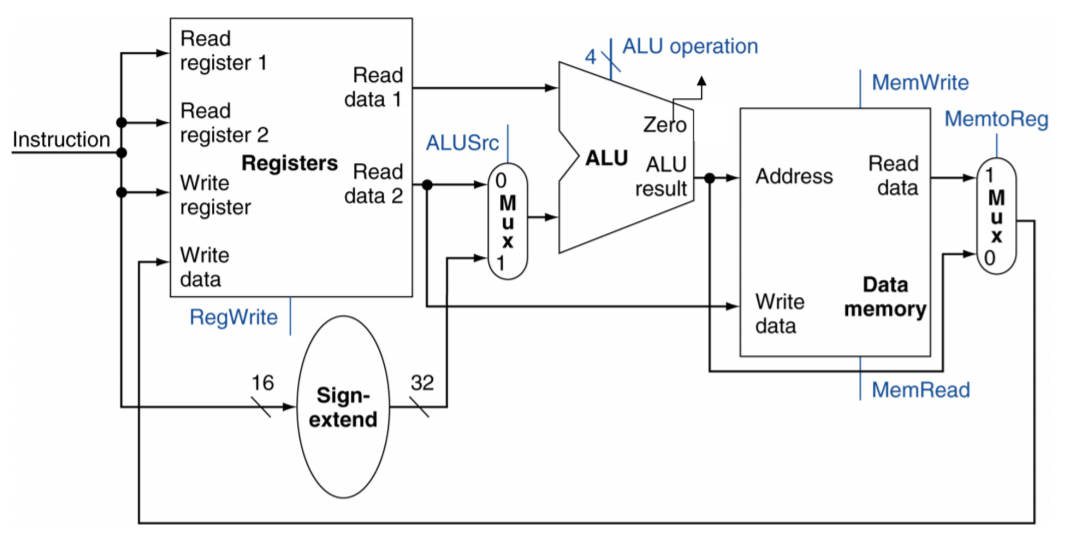 Instruction
Read
register 1
Read
register 2
Write
register
Write
data
Registers
Read
data 1
Read
data 2
RegWrite
16
Sign-
extend
32
ALUSrc
0
M
u
x
1
4
ALU operation
Zero
ALU
ALU
result
MemWrite
Address
Read
data
Write
data
Data
memory
MemRead
MemtoReg
1
M
u
x
0